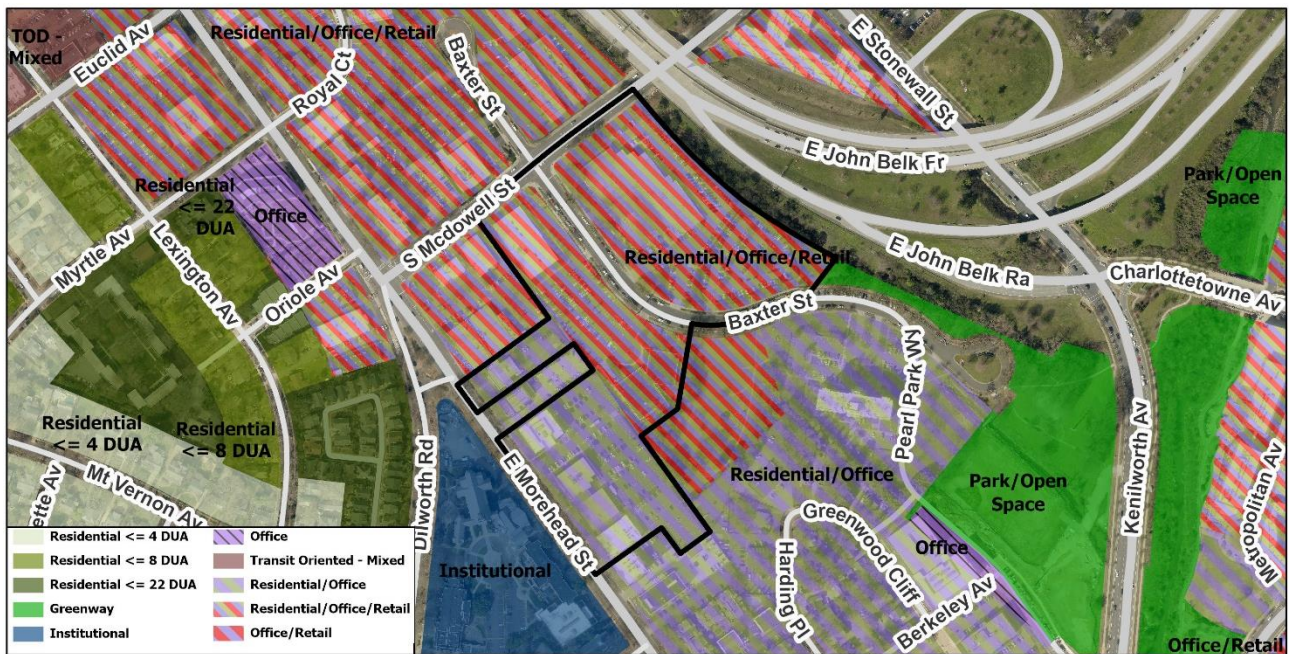 TOD -
Mixed
Euclid Av
Residential/Office/Retail
Royal Ct
Baxter St
E Stonewall St
E John Belk Fr
Park/Open
Space
Residential
<= 22
DUA
Office
S Mcdowell St
Residential/Office/Retail
E John Belk Ra
Charlottetowne Av
Myrtle Av
Lexington Av
Oriole Av
Baxter St
Pearl Park Wy
Residential
<= 4 DUA
Residential
<= 8 DUA
Mt Vernon Av
ette Av
Dilworth Rd
E Morehead St
Residential/Office
Park/Open
Space
Kenilworth Av
Metropolitan Av
Greenwood Cliff
Office
Harding Pl
Berkeley Av
Institutional
Office/Retail
Residential <= 4 DUA
Residential <= 8 DUA
Residential <= 22 DUA
Greenway
Institutional
Office
Transit Oriented - Mixed
Residential/Office
Residential/Office/Retail
Office/Retail